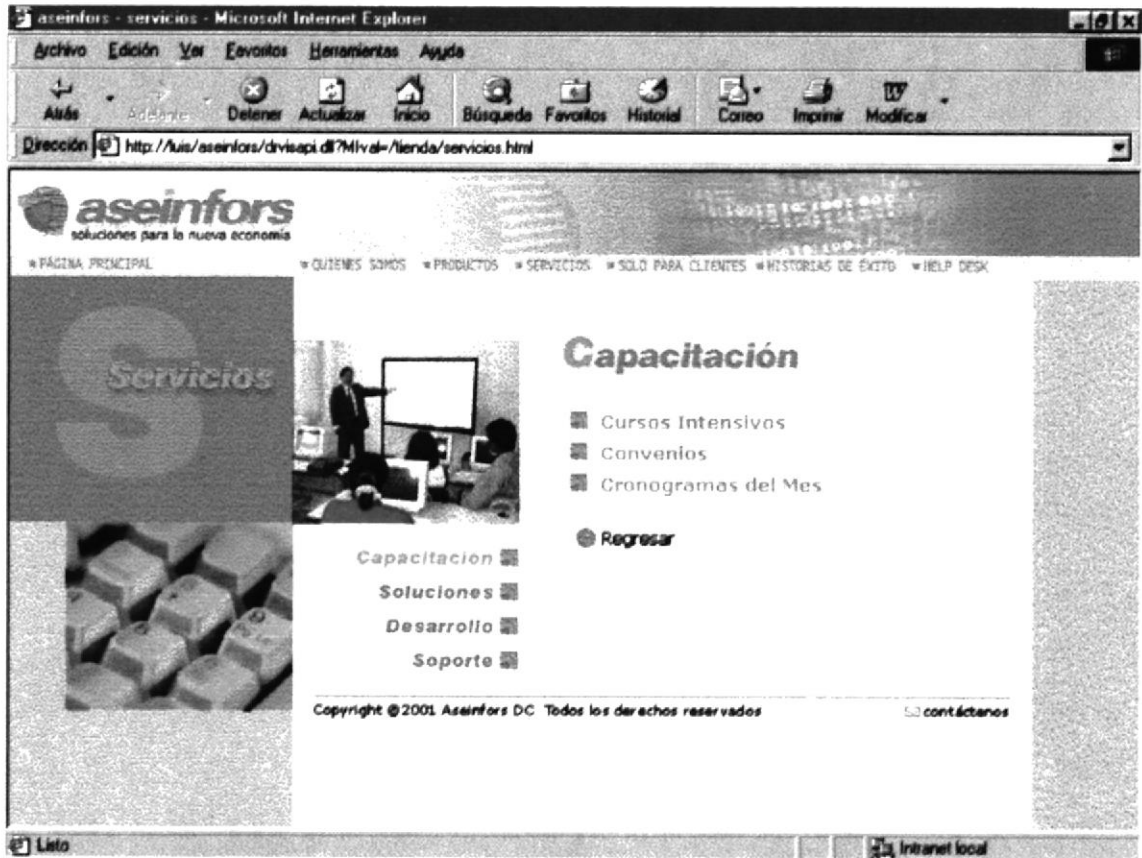 aseinfors - servicios - Microsoft Internet Explorer
Archivo Edición Ver Favoritos Herramientas Ayuda
Atrás Adelante Detener Actualizar Inicio Búsqueda Favoritos Historial Correo Imprimir Modificar
Dirección http://luis/aseinfors/drvisapi.dll?MIval=/tienda/servicios.html
aseinfors
soluciones para la nueva economía
PÁGINA PRINCIPAL QUIENES SOMOS PRODUCTOS SERVICIOS SOLO PARA CLIENTES HISTORIAS DE ÉXITO HELP DESK
S
Servicios
Capacitación
Cursos Intensivos
Convenios
Cronogramas del Mes
Regresar
Capacitación
Soluciones
Desarrollo
Soporte
Copyright @2001 Aseinfors DC Todos los derechos reservados contáctenos
Listo Intranet local